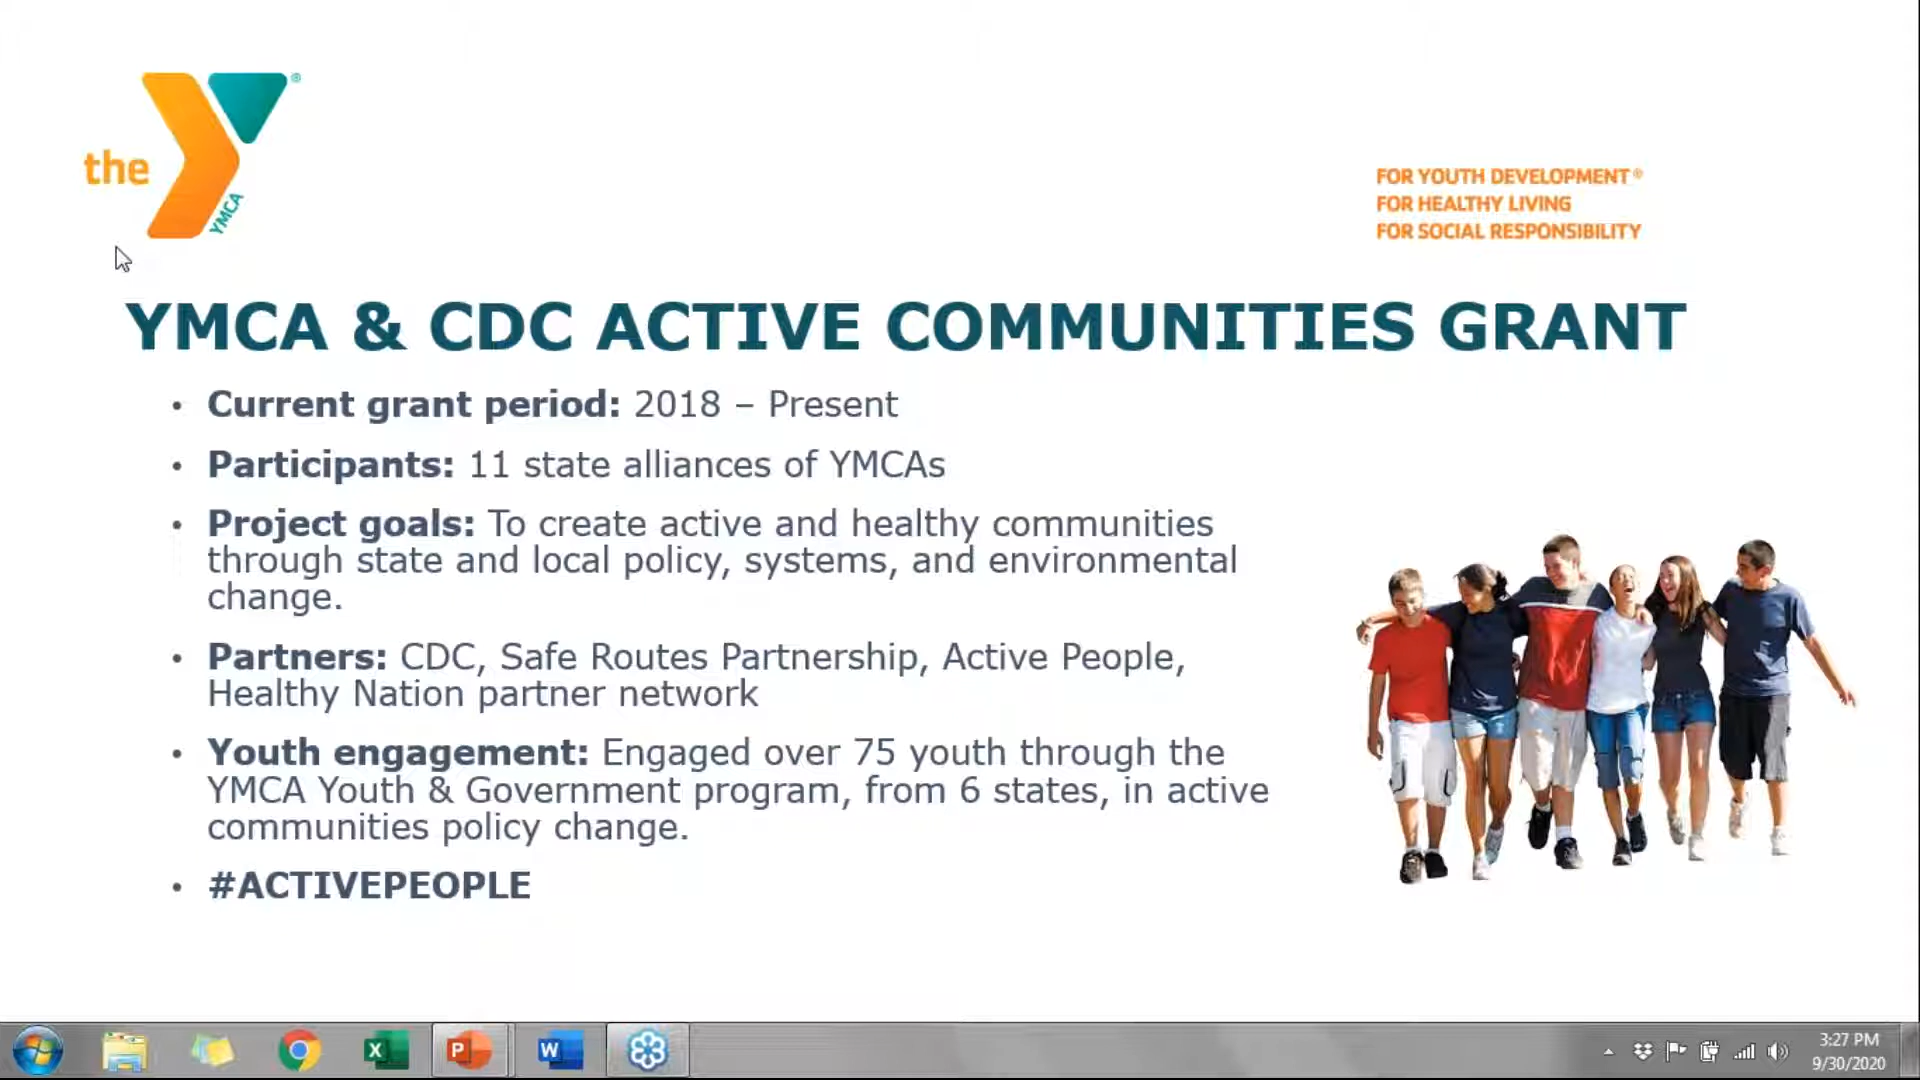 the
YMCA
®
FOR YOUTH DEVELOPMENT®
FOR HEALTHY LIVING
FOR SOCIAL RESPONSIBILITY
YMCA & CDC ACTIVE COMMUNITIES GRANT
• Current grant period: 2018 – Present
• Participants: 11 state alliances of YMCAs
• Project goals: To create active and healthy communities
through state and local policy, systems, and environmental
change.
• Partners: CDC, Safe Routes Partnership, Active People,
Healthy Nation partner network
• Youth engagement: Engaged over 75 youth through the
YMCA Youth & Government program, from 6 states, in active
communities policy change.
• #ACTIVEPEOPLE
3:27 PM
9/30/2020